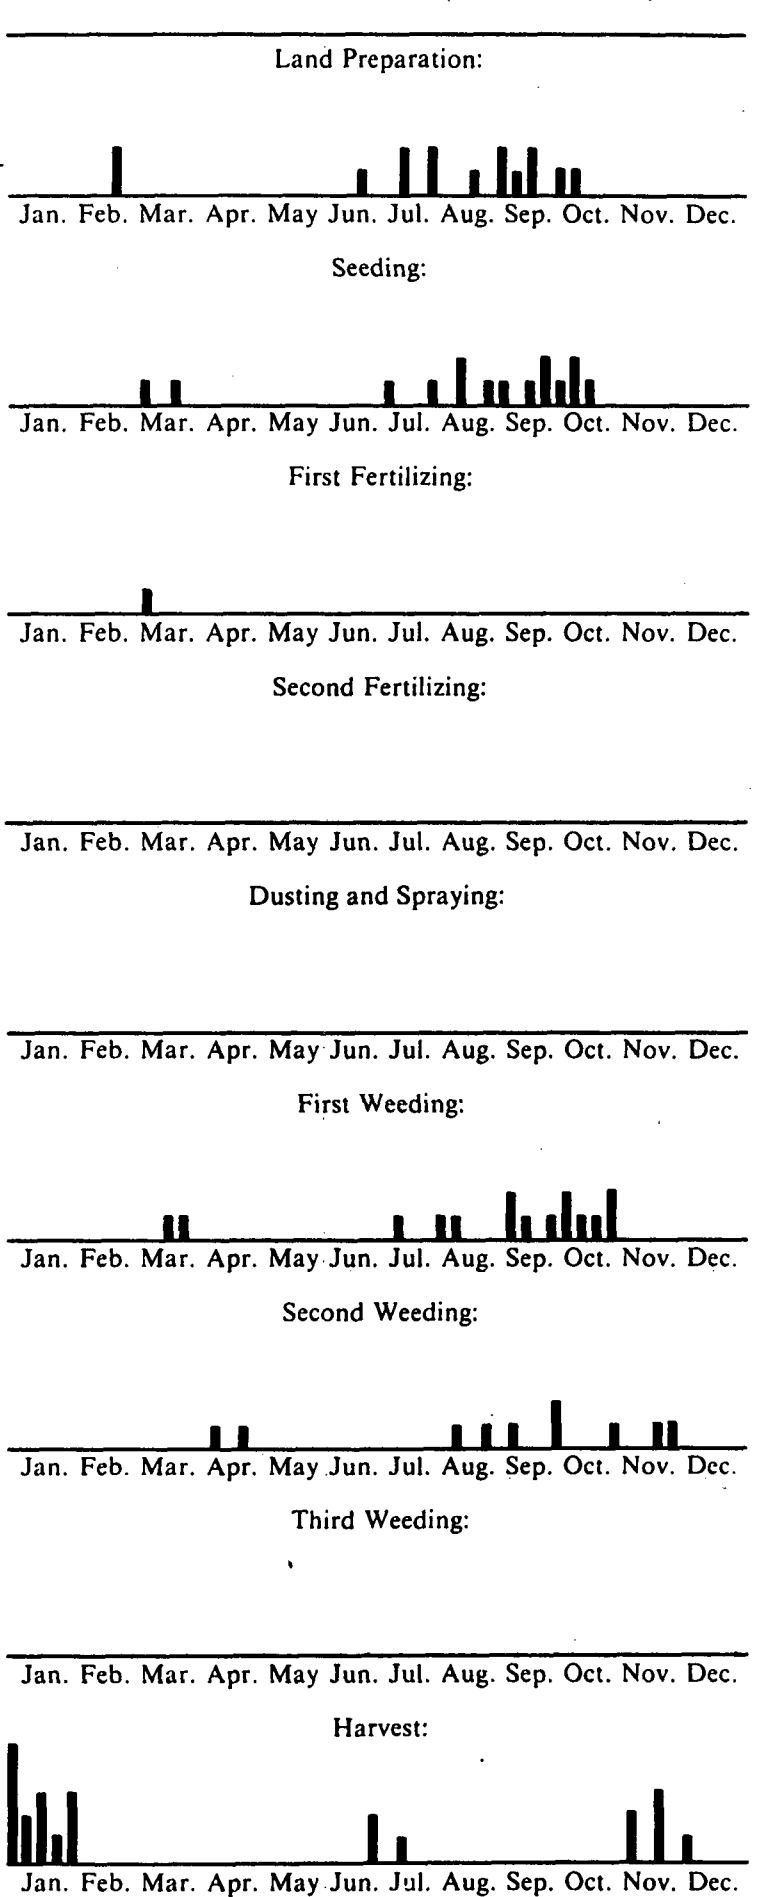 Land Preparation:
Jan. Feb. Mar. Apr. May Jun. Jul. Aug. Sep. Oct. Nov. Dec.
Seeding:
Jan. Feb. Mar. Apr. May Jun. Jul. Aug. Sep. Oct. Nov. Dec.
First Fertilizing:
Jan. Feb. Mar. Apr. May Jun. Jul. Aug. Sep. Oct. Nov. Dec.
Second Fertilizing:
Jan. Feb. Mar. Apr. May Jun. Jul. Aug. Sep. Oct. Nov. Dec.
Dusting and Spraying:
Jan. Feb. Mar. Apr. May Jun. Jul. Aug. Sep. Oct. Nov. Dec.
First Weeding:
Jan. Feb. Mar. Apr. May Jun. Jul. Aug. Sep. Oct. Nov. Dec.
Second Weeding:
Jan. Feb. Mar. Apr. May Jun. Jul. Aug. Sep. Oct. Nov. Dec.
Third Weeding:
Jan. Feb. Mar. Apr. May Jun. Jul. Aug. Sep. Oct. Nov. Dec.
Harvest:
Jan. Feb. Mar. Apr. May Jun. Jul. Aug. Sep. Oct. Nov. Dec.